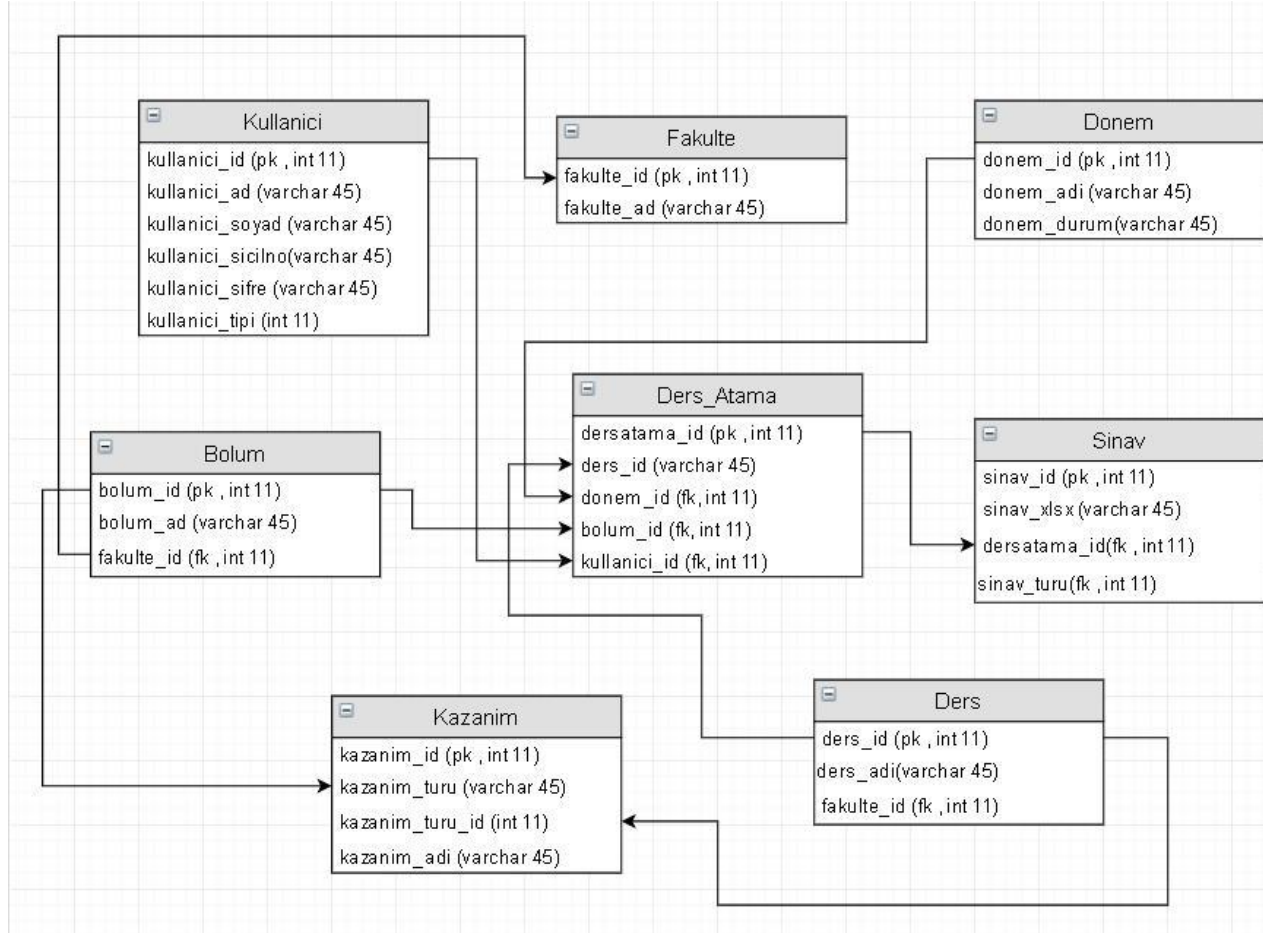 Kullanici
kullanici_id (pk , int 11)
kullanici_ad (varchar 45)
kullanici_soyad (varchar 45)
kullanici_sicilno(varchar 45)
kullanici_sifre (varchar 45)
kullanici_tipi (int 11)
Fakulte
fakulte_id (pk , int 11)
fakulte_ad (varchar 45)
Donem
donem_id (pk , int 11)
donem_adi (varchar 45)
donem_durum(varchar 45)
Bolum
bolum_id (pk , int 11)
bolum_ad (varchar 45)
fakulte_id (fk , int 11)
Ders_Atama
dersatama_id (pk , int 11)
ders_id (varchar 45)
donem_id (fk, int 11)
bolum_id (fk, int 11)
kullanici_id (fk, int 11)
Sinav
sinav_id (pk , int 11)
sinav_xlsx (varchar 45)
dersatama_id(fk , int 11)
sinav_turu(fk , int 11)
Kazanim
kazanim_id (pk , int 11)
kazanim_turu (varchar 45)
kazanim_turu_id (int 11)
kazanim_adi (varchar 45)
Ders
ders_id (pk , int 11)
ders_adi(varchar 45)
fakulte_id (fk , int 11)